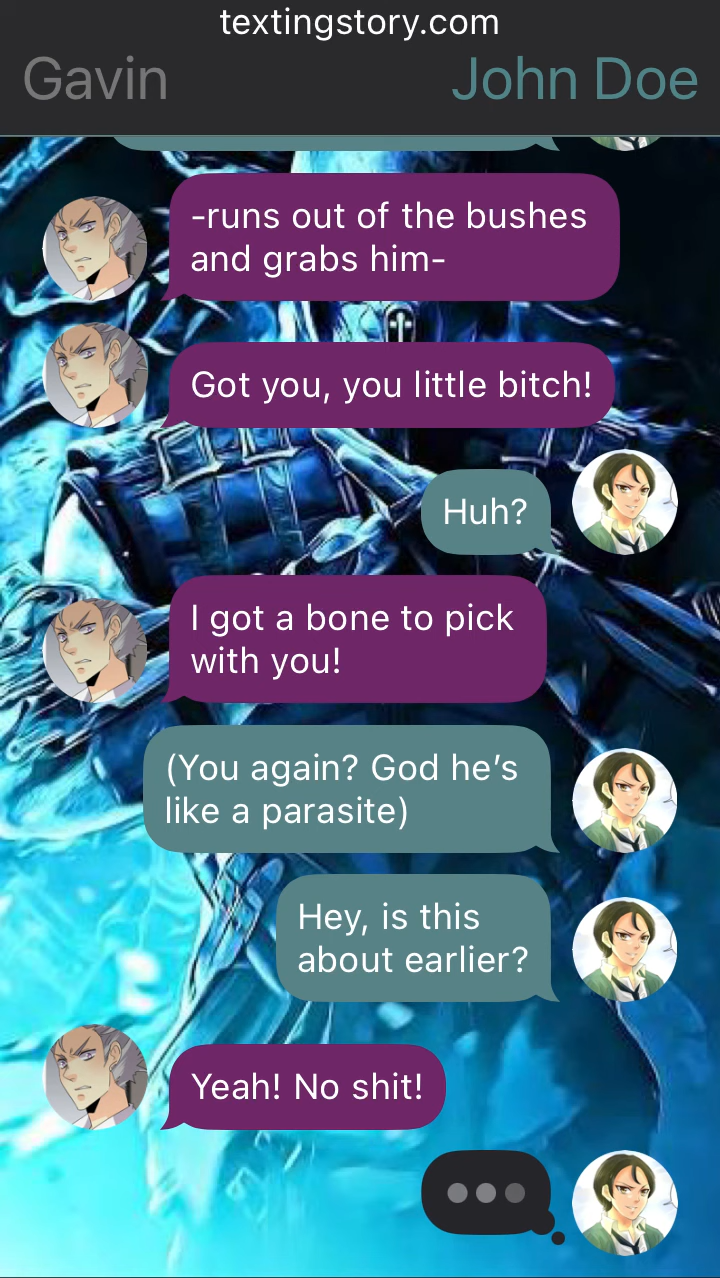 textingstory.com
Gavin
John Doe
-runs out of the bushes
and grabs him-
Got you, you little bitch!
Huh?
I got a bone to pick
with you!
(You again? God he’s
like a parasite)
Hey, is this
about earlier?
Yeah! No shit!